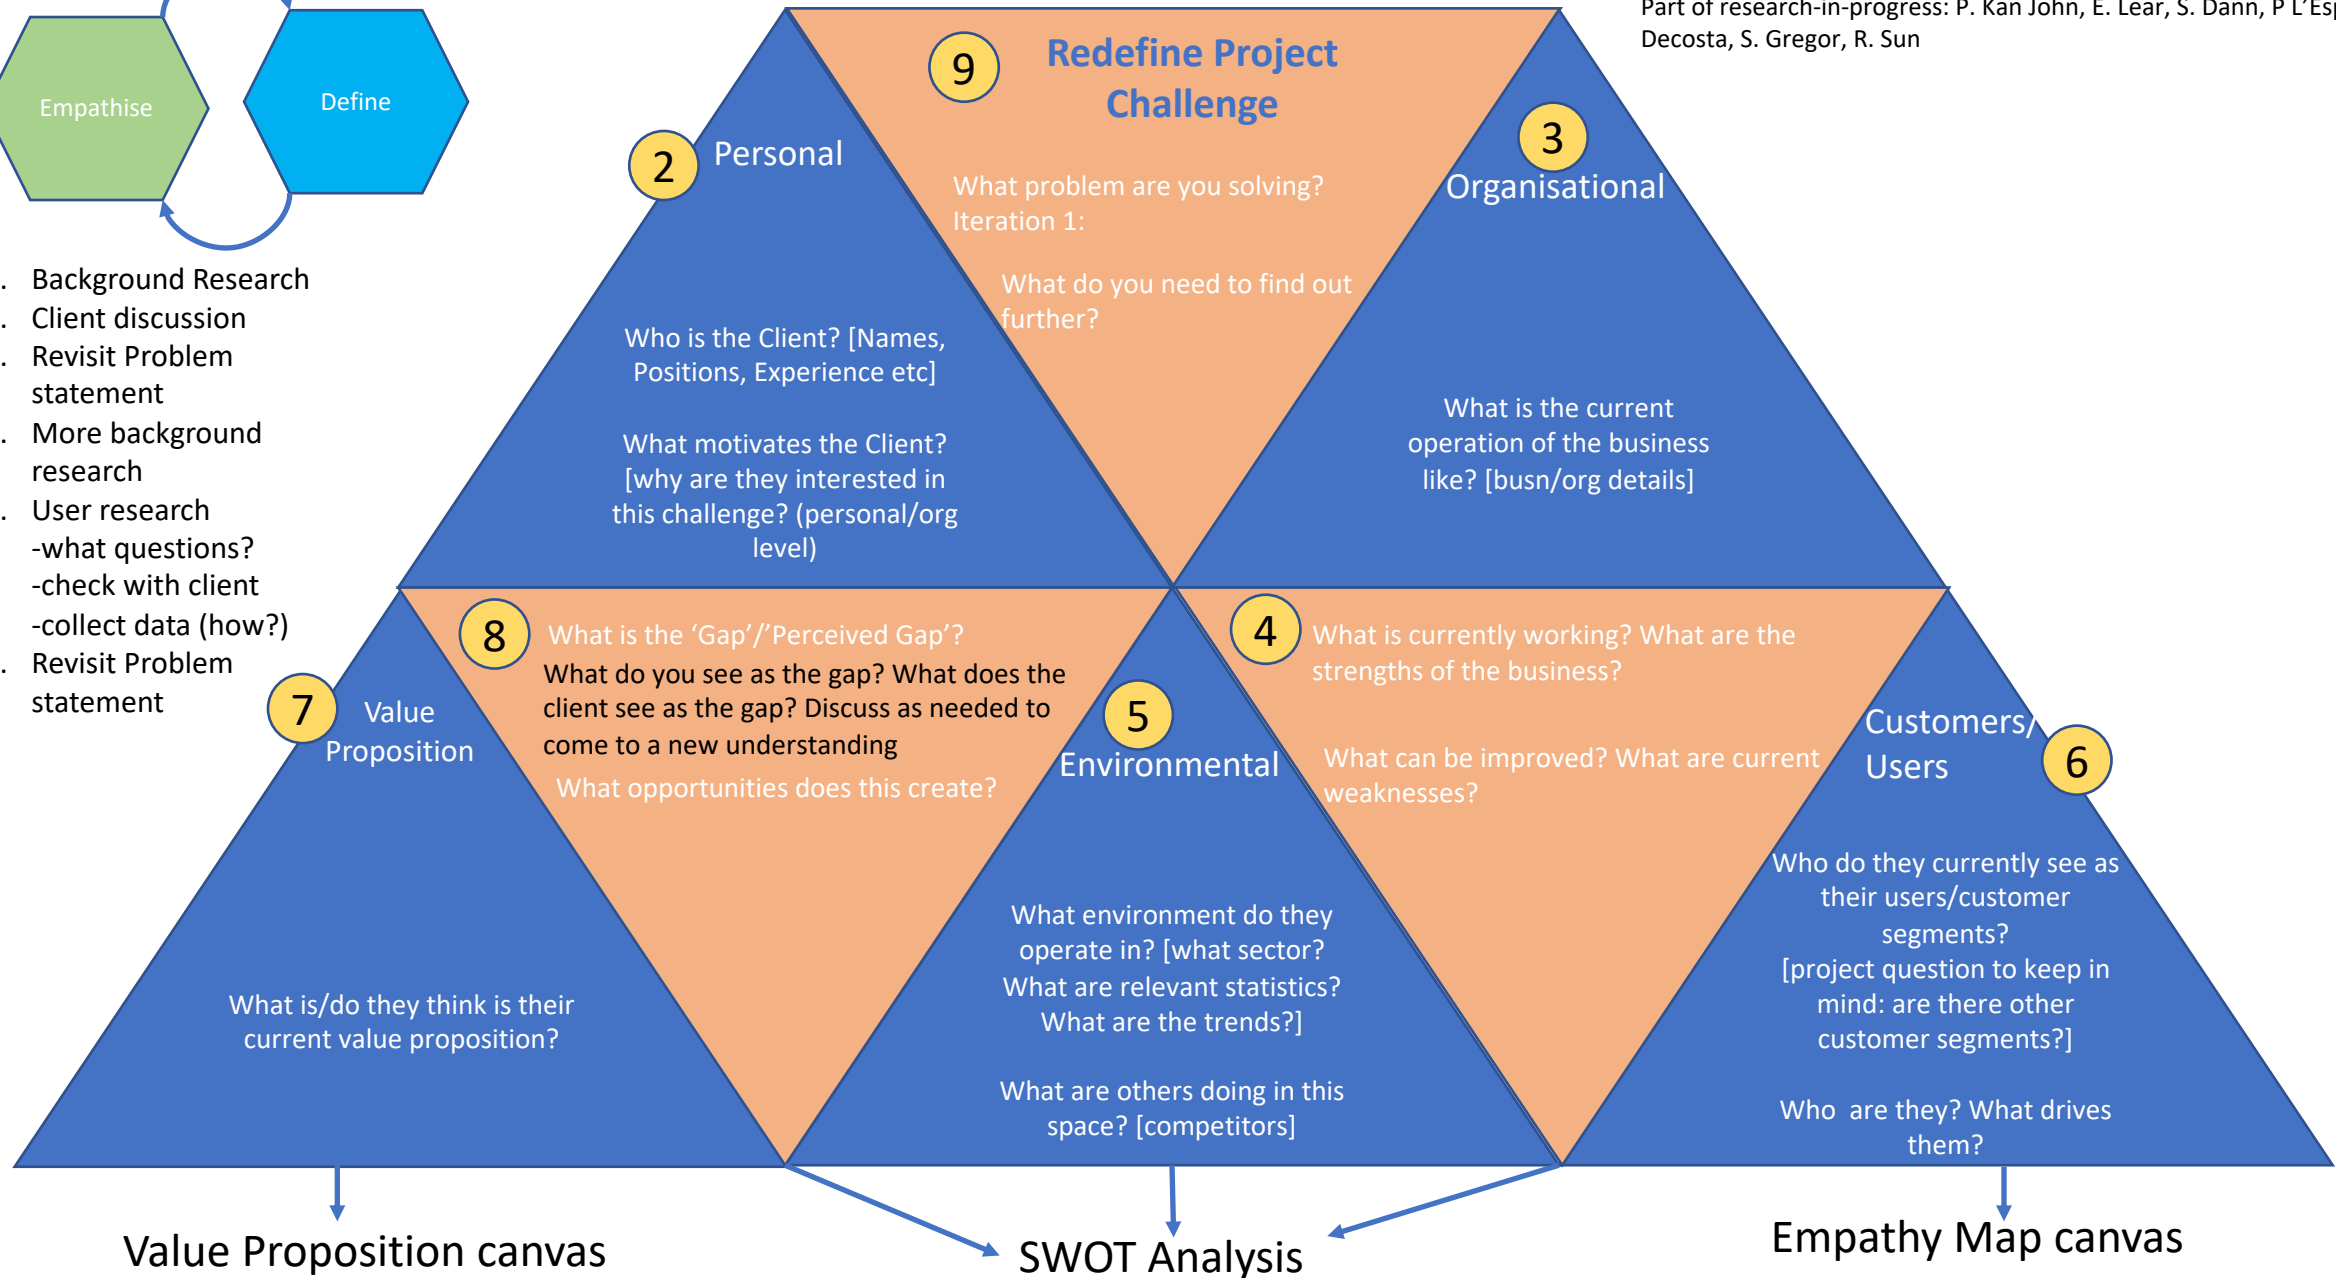 Part of research-in-progress: P. Kan John, E. Lear, S. Dann, P L'Esp
Decosta, S. Gregor, R. Sun
Empathise
Define
. Background Research
. Client discussion
. Revisit Problem
statement
. More background
research
. User research
-what questions?
-check with client
-collect data (how?)
. Revisit Problem
statement
9
Redefine Project
Challenge
What problem are you solving?
Iteration 1:
What do you need to find out
further?
2
Personal
Who is the Client? [Names,
Positions, Experience etc]
What motivates the Client?
[why are they interested in
this challenge? (personal/org
level)
3
Organisational
What is the current
operation of the business
like? [busn/org details]
7
Value
Proposition
What is/do they think is their
current value proposition?
8
What is the ‘Gap’/’Perceived Gap’?
What do you see as the gap? What does the
client see as the gap? Discuss as needed to
come to a new understanding
What opportunities does this create?
5
Environmental
What environment do they
operate in? [what sector?
What are relevant statistics?
What are the trends?]
What are others doing in this
space? [competitors]
4
What is currently working? What are the
strengths of the business?
What can be improved? What are current
weaknesses?
Customers/
Users
6
Who do they currently see as
their users/customer
segments?
[project question to keep in
mind: are there other
customer segments?]
Who are they? What drives
them?
Value Proposition canvas
SWOT Analysis
Empathy Map canvas